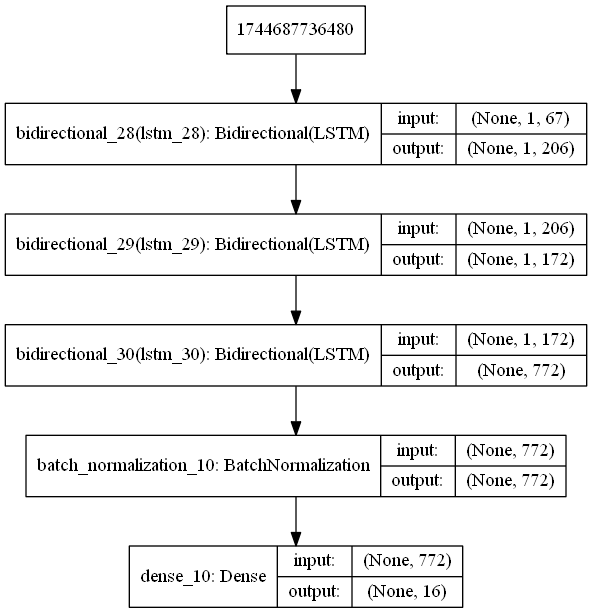 1744687736480
bidirectional_28(lstm_28): Bidirectional(LSTM)
input: (None, 1, 67)
output: (None, 1, 206)
bidirectional_29(lstm_29): Bidirectional(LSTM)
input: (None, 1, 206)
output: (None, 1, 172)
bidirectional_30(lstm_30): Bidirectional(LSTM)
input: (None, 1, 172)
output: (None, 772)
batch_normalization_10: BatchNormalization
input: (None, 772)
output: (None, 772)
dense_10: Dense
input: (None, 772)
output: (None, 16)